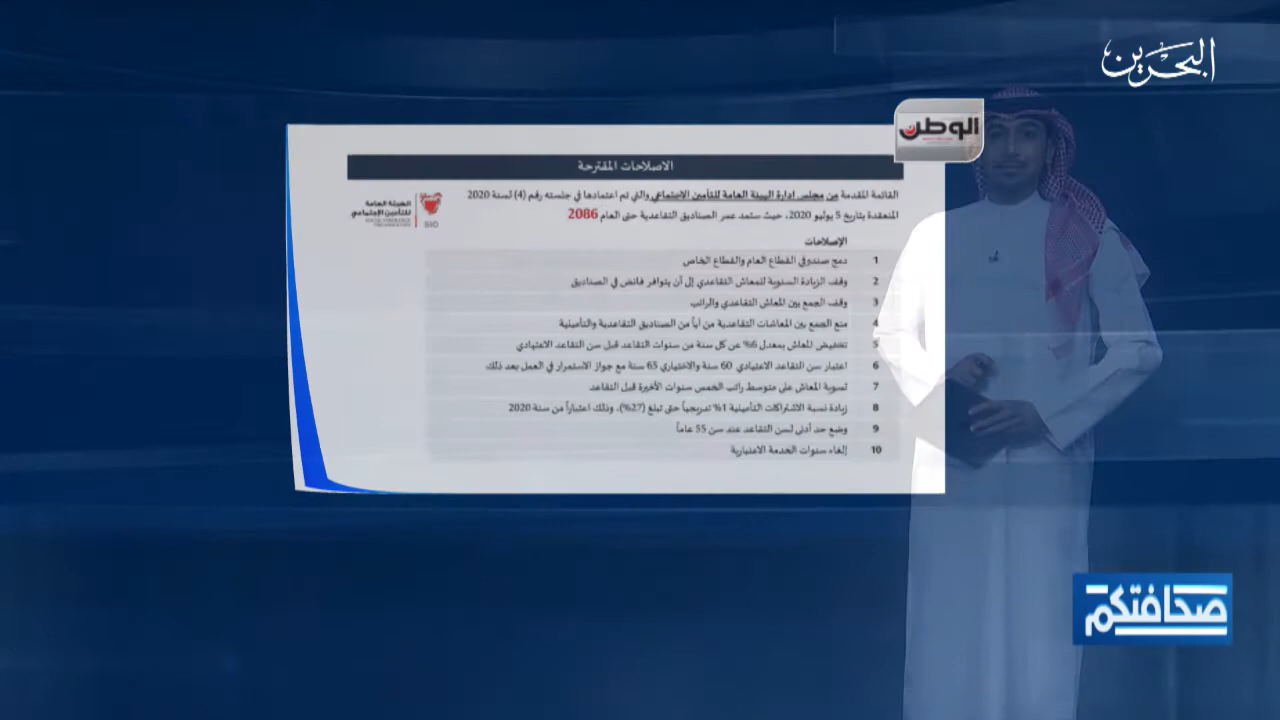 البحرين
الوطن
الاصلاحات المقترحة
القائمة المقدمة من مجلس ادارة الهيئة العامة للتأمين الاجتماعي والتي تم اعتمادها في جلسته رقم (4) لسنة 2020
المنعقدة بتاريخ 5 يوليو 2020، حيث ستمد عمر الصناديق التقاعدية حتى العام 2086
الهيئة العامة
للتأمين الإجتماعي
SOCIAL INSURANCE
ORGANIZATION
SIO
الإصلاحات
1 دمج صندوقي القطاع العام والقطاع الخاص
2 وقف الزيادة السنوية للمعاش التقاعدي إلى أن يتوافر فائض في الصناديق
3 وقف الجمع بين المعاش التقاعدي والراتب
4 منع الجمع بين المعاشات التقاعدية من أياً من الصناديق التقاعدية والتأمينية
5 تخفيض المعاش بمعدل 6% عن كل سنة من سنوات التقاعد قبل سن التقاعد الاعتيادي
6 اعتبار سن التقاعد الاعتيادي 60 سنة والاختياري 65 سنة مع جواز الاستمرار في العمل بعد ذلك
7 تسوية المعاش على متوسط راتب الخمس سنوات الأخيرة قبل التقاعد
8 زيادة نسبة الاشتراكات التأمينية 1% تدريجياً حتى تبلغ (27%)، وذلك اعتباراً من سنة 2020
9 وضع حد أدنى لسن التقاعد عند سن 55 عاماً
10 إلغاء سنوات الخدمة الاعتبارية
صحافتكم